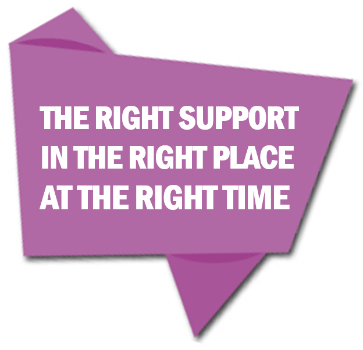 THE RIGHT SUPPORT
IN THE RIGHT PLACE
AT THE RIGHT TIME